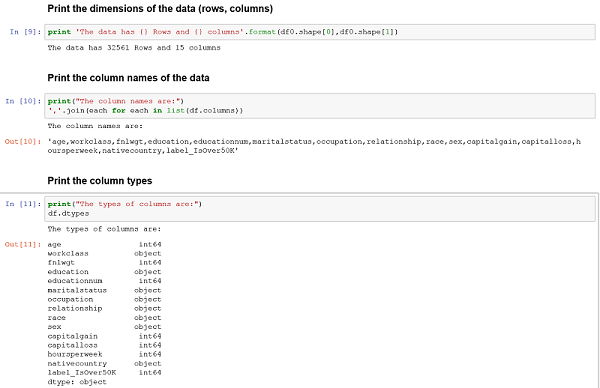 Print the dimensions of the data (rows, columns)
In [9]: print 'The data has {} Rows and {} columns'.format(df0.shape[0],df0.shape[1])
The data has 32561 Rows and 15 columns
Print the column names of the data
In [10]: print("The column names are:")
','.join(each for each in list(df.columns))
The column names are:
Out[10]: 'age,workclass,fnlwgt,education,educationnum,maritalstatus,occupation,relationship,race,sex,capitalgain,capitalloss,h
oursperweek,nativecountry,label_IsOver50K'
Print the column types
In [11]: print("The types of columns are:")
df.dtypes
The types of columns are:
Out[11]: age int64
workclass object
fnlwgt int64
education object
educationnum int64
maritalstatus object
occupation object
relationship object
race object
sex object
capitalgain int64
capitalloss int64
hoursperweek int64
nativecountry object
label_IsOver50K int64
dtype: object